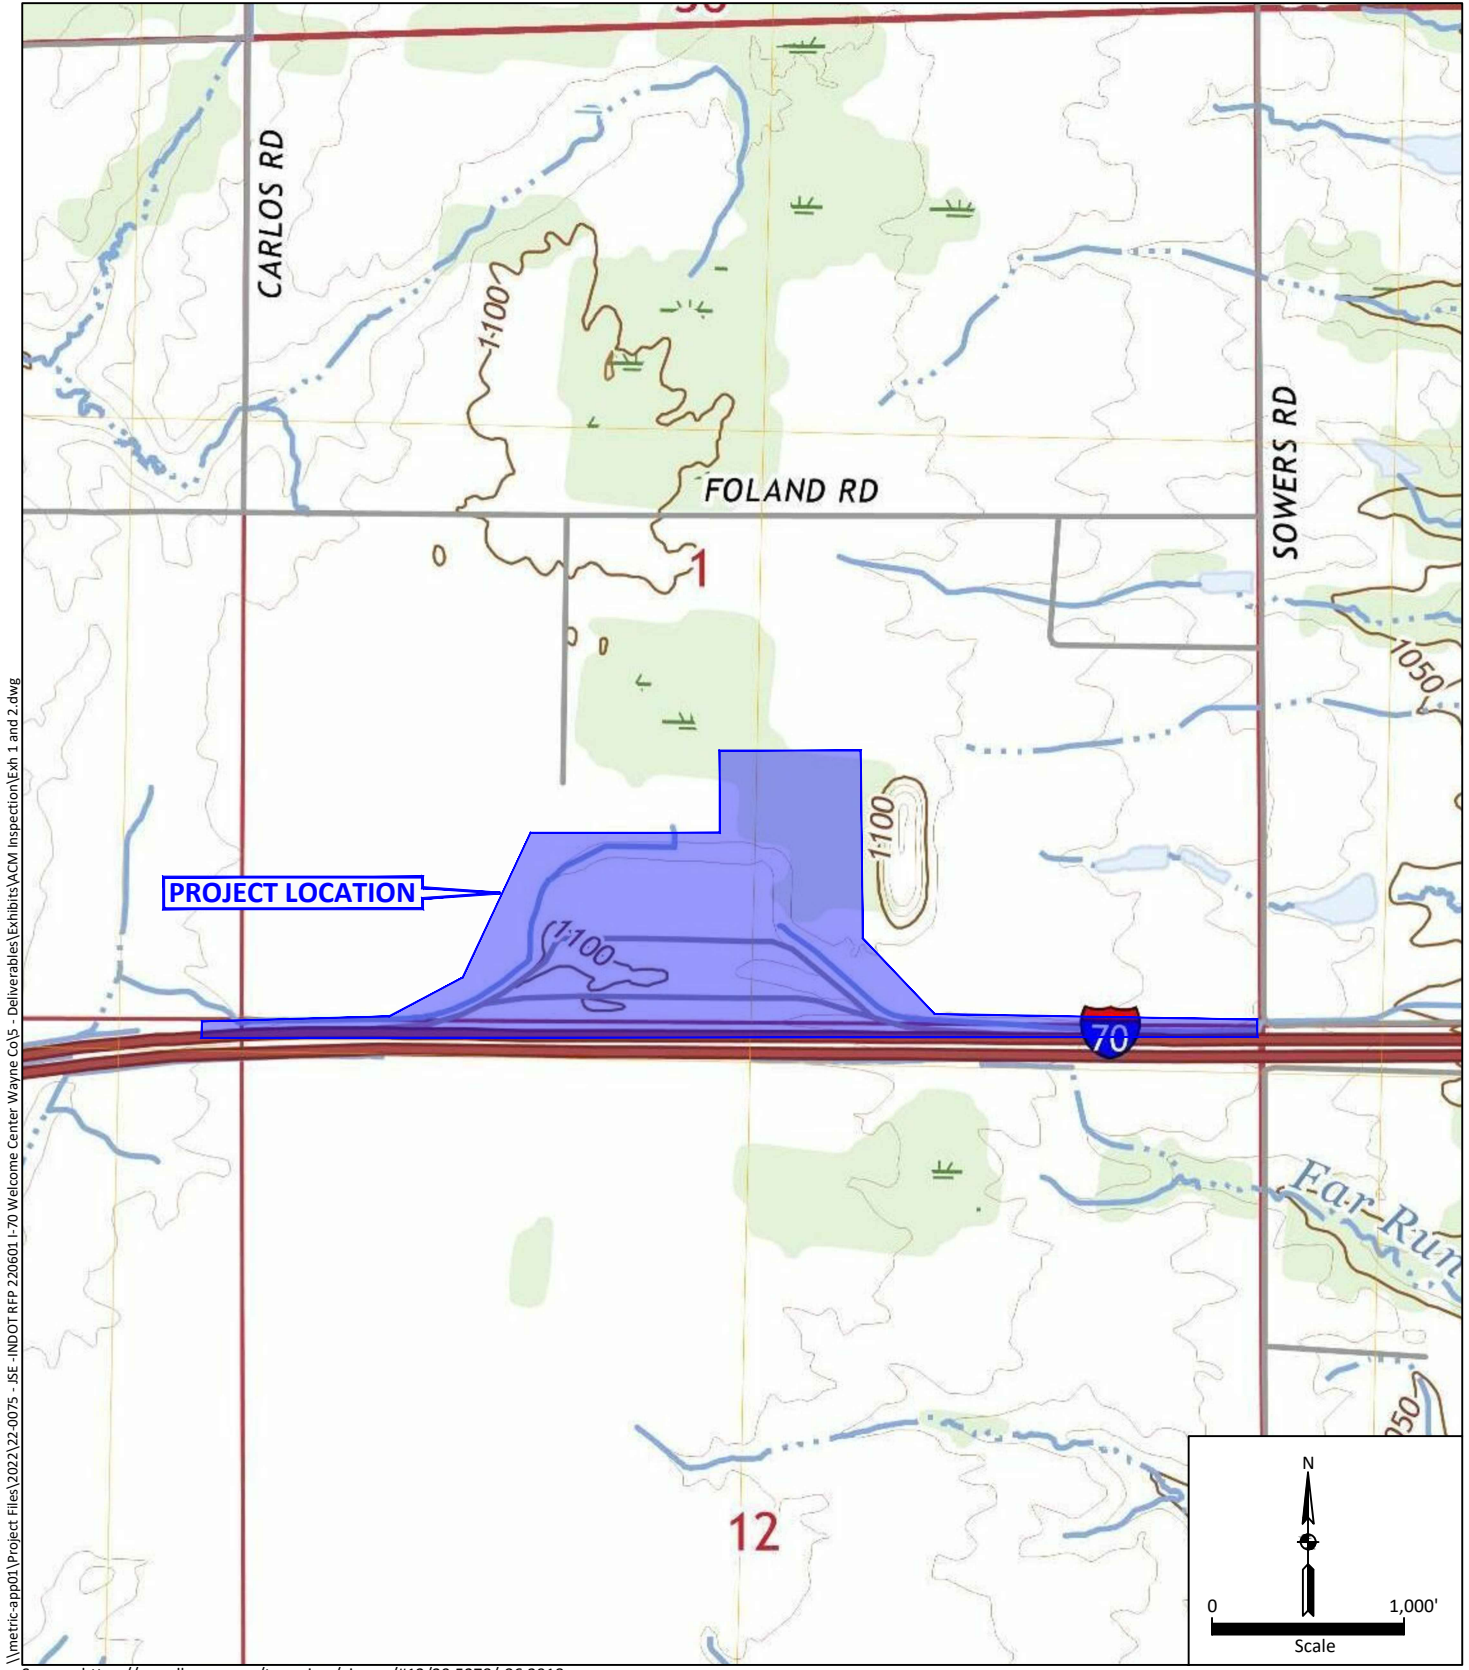 CARLOS RD
1100
FOLAND RD
SOWERS RD
1
1050
1100
PROJECT LOCATION
1100
70
Far Run
12
N
0 1,000'
Scale
\\metric-app01\Project Files\2022\22-0075 - JSE -INDOT RFP 220601 I-70 Welcome Center Wayne Co\5 - Deliverables\Exhibits\ACM Inspection\Exh 1 and 2.dwg